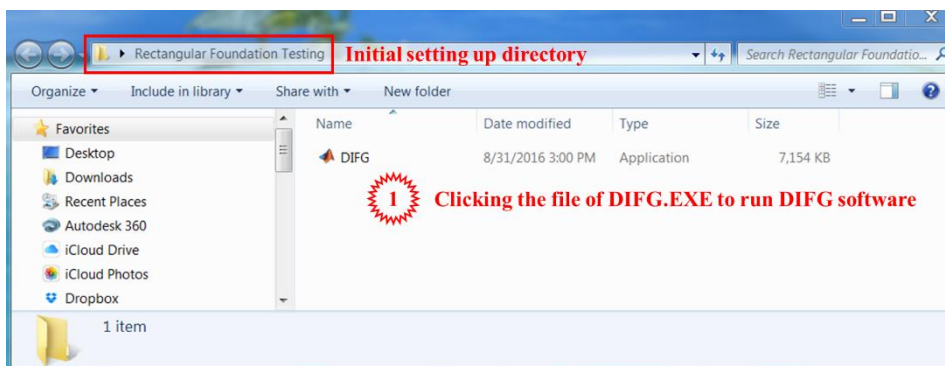 Rectangular Foundation Testing Initial setting up directory Search Rectangular Foundatio...
Organize Include in library Share with New folder
Name Date modified Type Size
Favorites
Desktop
DIFG 8/31/2016 3:00 PM Application 7,154 KB
Downloads
Recent Places
1 Clicking the file of DIFG.EXE to run DIFG software
Autodesk 360
iCloud Drive
iCloud Photos
Dropbox
1 item